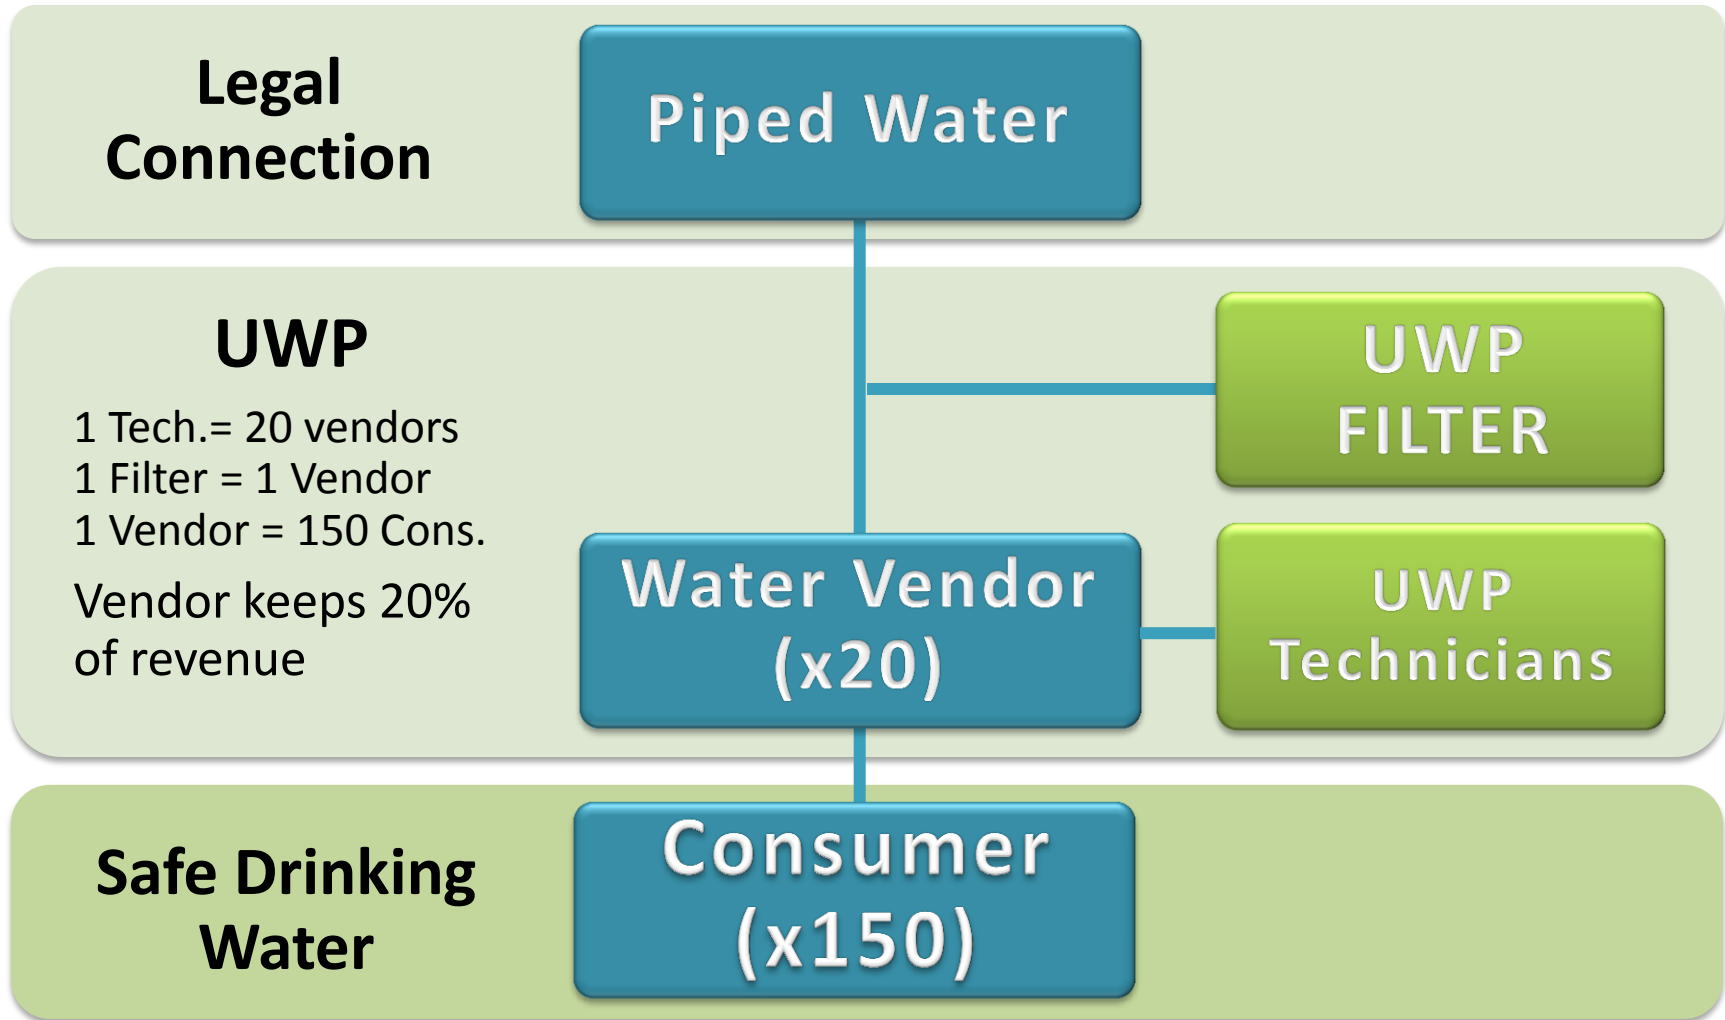 Legal
Connection
Piped Water
UWP
1 Tech.= 20 vendors
1 Filter = 1 Vendor
1 Vendor = 150 Cons.
Vendor keeps 20%
of revenue
UWP
FILTER
Water Vendor
(x20)
UWP
Technicians
Safe Drinking
Water
Consumer
(x150)